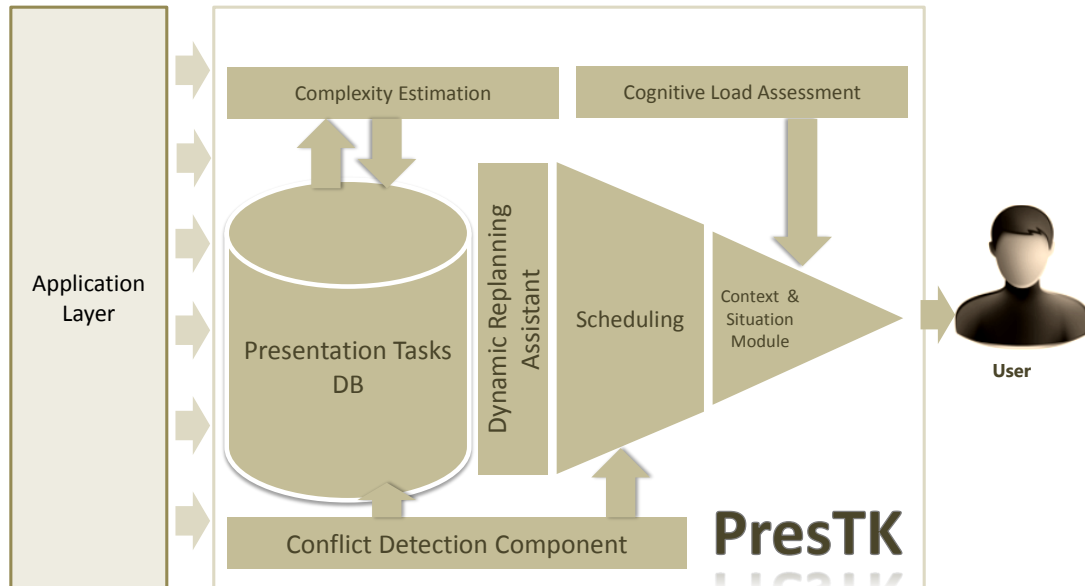 Application
Layer
Complexity Estimation
Cognitive Load Assessment
Presentation Tasks
DB
Dynamic Replanning
Assistant
Scheduling
Context &
Situation
Module
User
Conflict Detection Component
PresTK